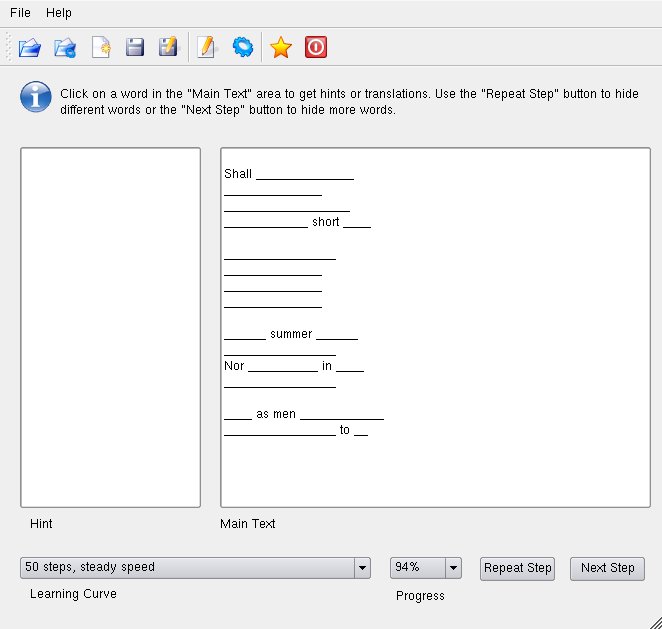 File Help
Click on a word in the "Main Text" area to get hints or translations. Use the "Repeat Step" button to hide
different words or the "Next Step" button to hide more words.
Shall ______________
______________
__________________
____________ short ____
________________
______________
______________
______________
______ summer ______
________________
Nor __________ in ____
________________
____ as men ____________
________________ to __
Hint
Main Text
50 steps, steady speed
94%
Repeat Step
Next Step
Learning Curve
Progress